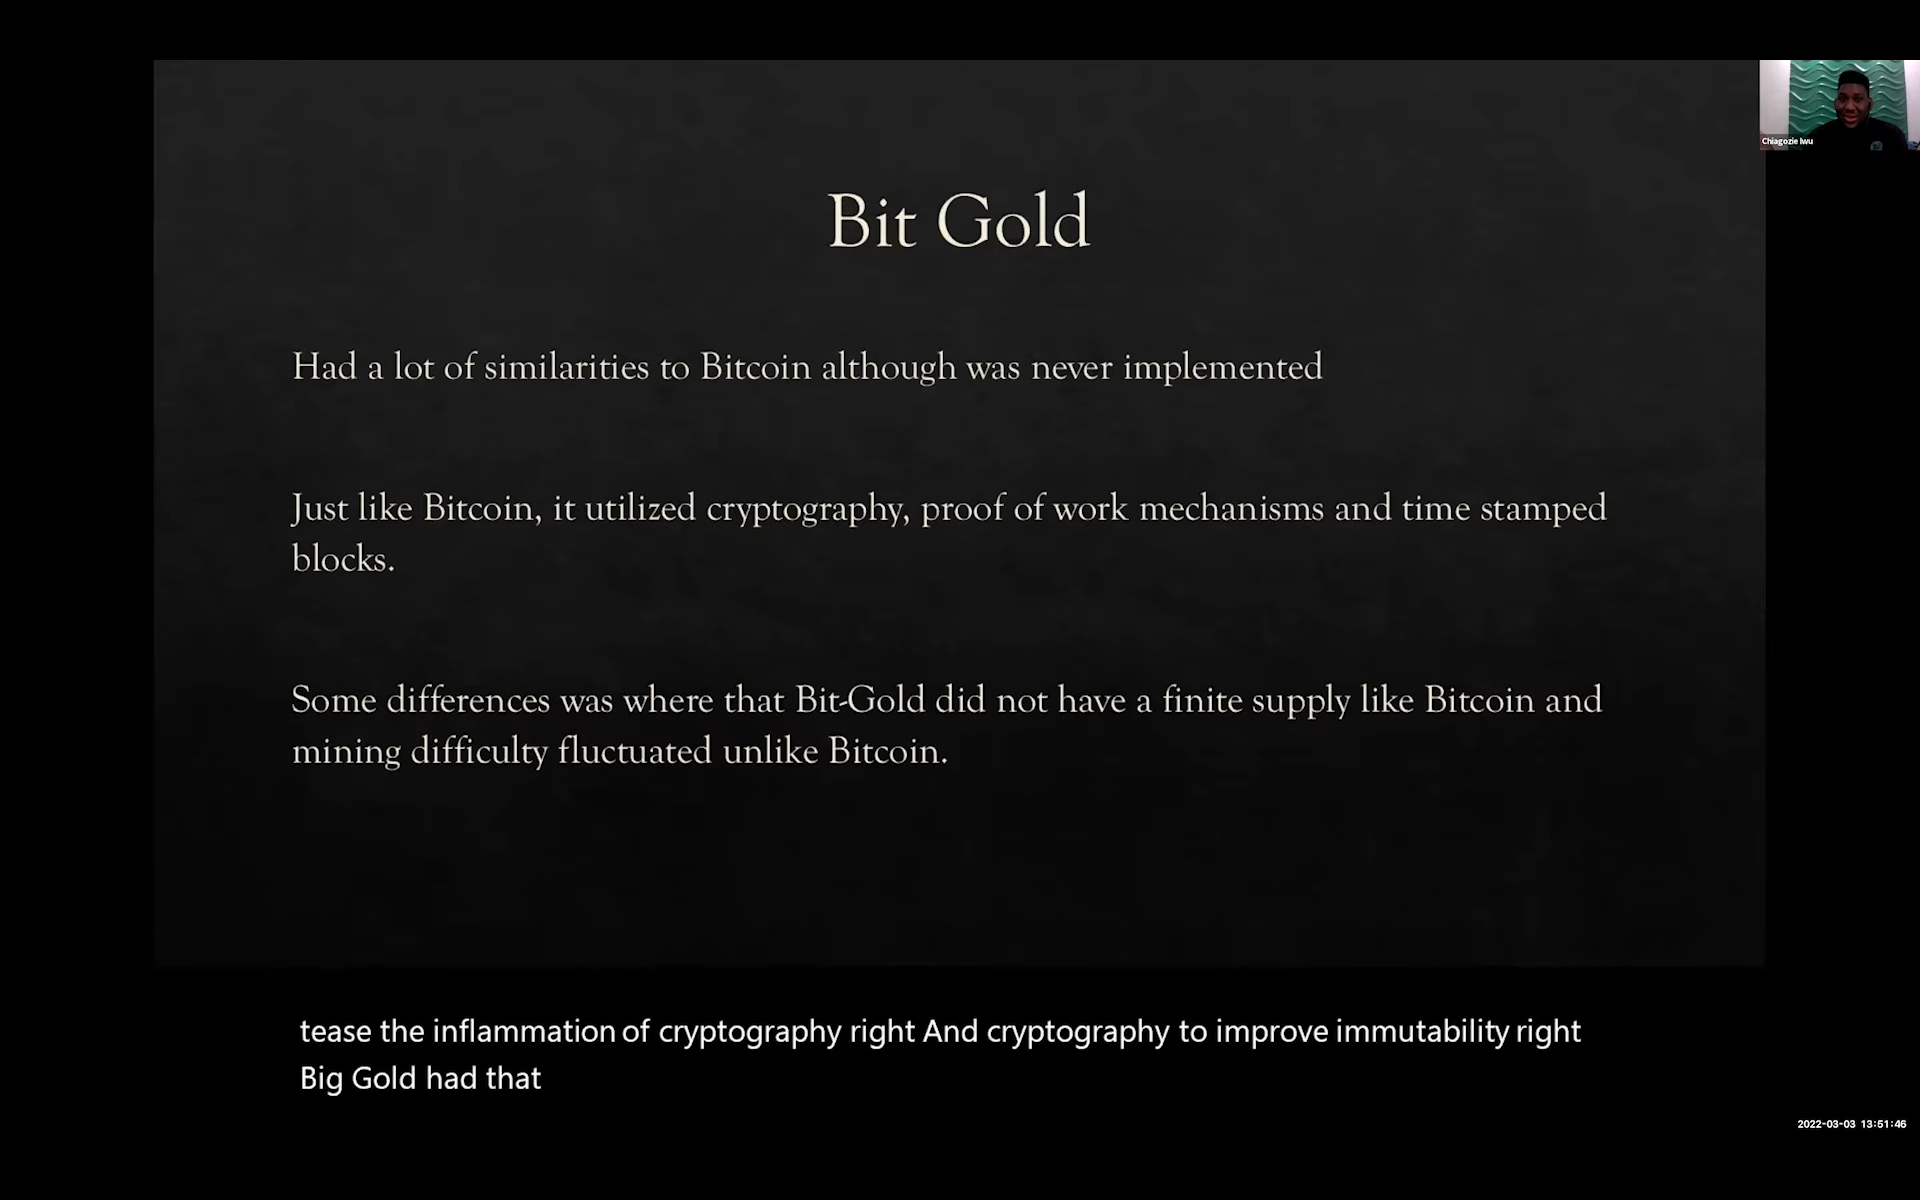 Bit Gold
Chiagozie Iwu
Had a lot of similarities to Bitcoin although was never implemented
Just like Bitcoin, it utilized cryptography, proof of work mechanisms and time stamped
blocks.
Some differences was where that Bit-Gold did not have a finite supply like Bitcoin and
mining difficulty fluctuated unlike Bitcoin.
tease the inflammation of cryptography right And cryptography to improve immutability right
Big Gold had that
2022-03-03 13:51:46